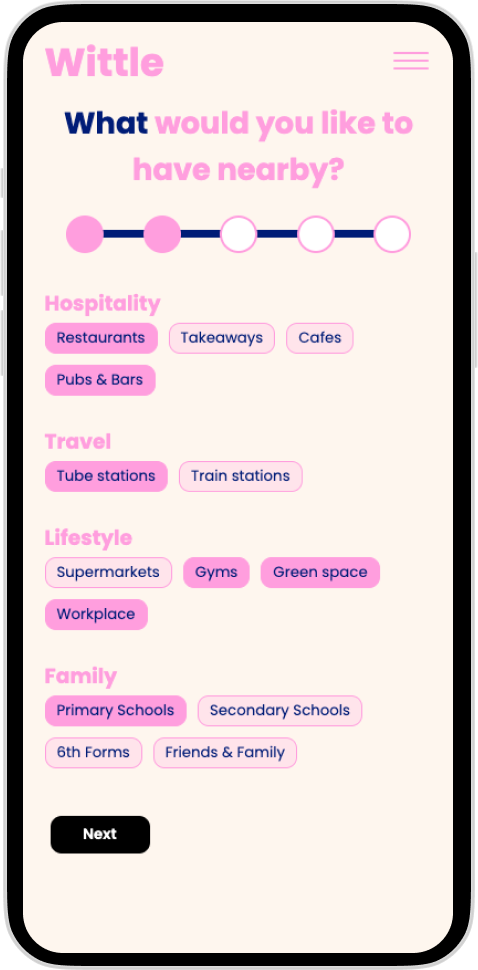 Wittle
What would you like to
have nearby?
Hospitality
Restaurants Takeaways Cafes
Pubs & Bars
Travel
Tube stations Train stations
Lifestyle
Supermarkets Gyms Green space
Workplace
Family
Primary Schools Secondary Schools
6th Forms Friends & Family
Next